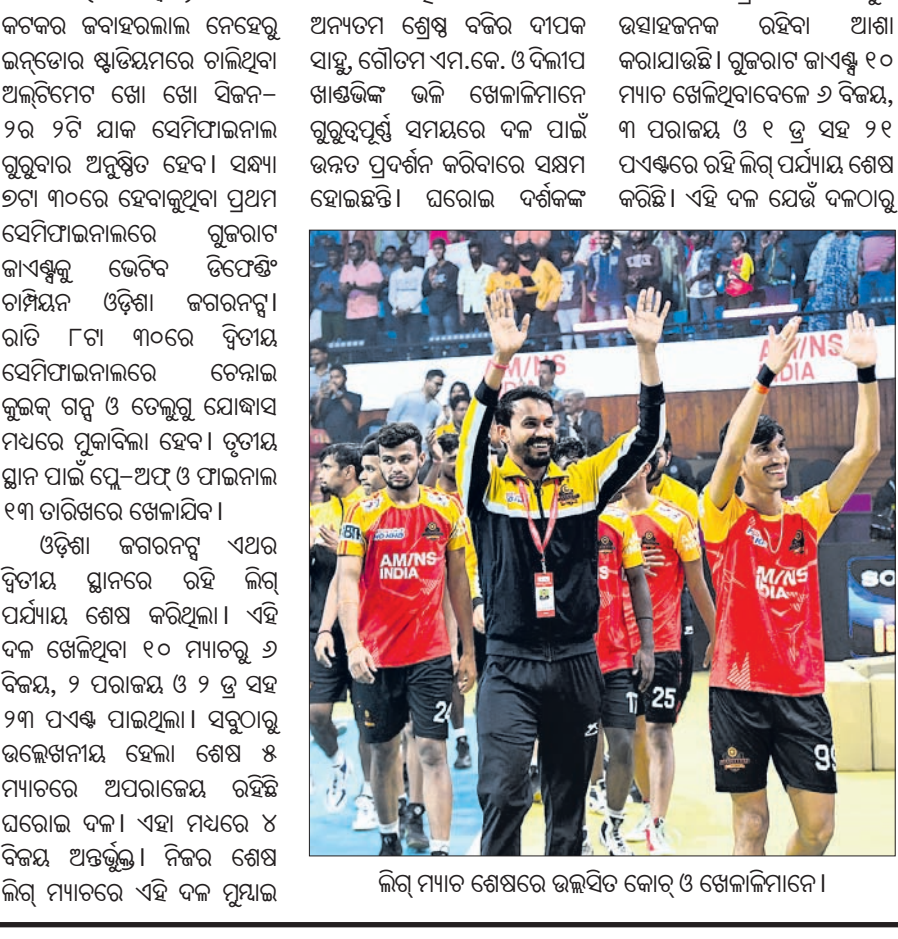 କଟକର ଜବାହରଲାଲ ନେହେରୁ
ଇନ୍‌ଡୋର ଷ୍ଟାଡିୟମରେ ଚାଲିଥିବା
ଅଲ୍‌ଟିମେଟ ଖୋ ଖୋ ସିଜନ-
୨ର ୨ଟି ଯାକ ସେମିଫାଇନାଲ
ଗୁରୁବାର ଅନୁଷ୍ଠିତ ହେବ। ସନ୍ଧ୍ୟା
୭ଟା ୩୦ରେ ହେବାକୁଥିବା ପ୍ରଥମ
ସେମିଫାଇନାଲରେ ଗୁଜରାଟ
ଜାଏଣ୍ଟ୍ସକୁ ଭେଟିବ ଡିଫେଣ୍ଡିଂ
ଚାମ୍ପିୟନ ଓଡ଼ିଶା ଜଗରନଟ୍ସ।
ରାତି ୮ଟା ୩୦ରେ ଦ୍ୱିତୀୟ
ସେମିଫାଇନାଲରେ ଚେନ୍ନାଇ
କୁଇକ୍ ଗନ୍ସ ଓ ତେଲୁଗୁ ଯୋଦ୍ଧାସ
ମଧ୍ୟରେ ମୁକାବିଲା ହେବ। ତୃତୀୟ
ସ୍ଥାନ ପାଇଁ ପ୍ଲେ-ଅଫ୍ ଓ ଫାଇନାଲ
୧୩ ତାରିଖରେ ଖେଳାଯିବ।
ଓଡ଼ିଶା ଜଗରନଟ୍ସ ଏଥର
ଦ୍ୱିତୀୟ ସ୍ଥାନରେ ରହି ଲିଗ୍
ପର୍ଯ୍ୟାୟ ଶେଷ କରିଥିଲା। ଏହି
ଦଳ ଖେଳିଥିବା ୧୦ ମ୍ୟାଚରୁ ୬
ବିଜୟ, ୨ ପରାଜୟ ଓ ୨ ଡ୍ର ସହ
୨୩ ପଏଣ୍ଟ ପାଇଥିଲା। ସବୁଠାରୁ
ଉଲ୍ଲେଖନୀୟ ହେଲା ଶେଷ ୫
ମ୍ୟାଚରେ ଅପରାଜେୟ ରହିଛି
ଘରୋଇ ଦଳ। ଏହା ମଧ୍ୟରେ ୪
ବିଜୟ ଅନ୍ତର୍ଭୁକ୍ତ। ନିଜର ଶେଷ
ଲିଗ୍ ମ୍ୟାଚରେ ଏହି ଦଳ ମୁମ୍ବାଇ
ଅନ୍ୟତମ ଶ୍ରେଷ୍ଠ ବଜିର ଦୀପକ
ସାହୁ, ଗୌତମ ଏମ.କେ. ଓ ଦିଲୀପ
ଖାଣ୍ଡଭିଙ୍କ ଭଳି ଖେଳାଳିମାନେ
ଗୁରୁତ୍ୱପୂର୍ଣ୍ଣ ସମୟରେ ଦଳ ପାଇଁ
ଉନ୍ନତ ପ୍ରଦର୍ଶନ କରିବାରେ ସକ୍ଷମ
ହୋଇଛନ୍ତି। ଘରୋଇ ଦର୍ଶକଙ୍କ
ଉତ୍ସାହଜନକ ରହିବା ଆଶା
କରାଯାଉଛି। ଗୁଜରାଟ ଜାଏଣ୍ଟ୍ସ ୧୦
ମ୍ୟାଚ ଖେଳିଥିବାବେଳେ ୬ ବିଜୟ,
୩ ପରାଜୟ ଓ ୧ ଡ୍ର ସହ ୨୧
ପଏଣ୍ଟରେ ରହି ଲିଗ୍ ପର୍ଯ୍ୟାୟ ଶେଷ
କରିଛି। ଏହି ଦଳ ଯେଉଁ ଦଳଠାରୁ
AM/NS
INDIA
AM/NS
INDIA
AM/NS
INDIA
24
17
25
99
SO
ଲିଗ୍ ମ୍ୟାଚ ଶେଷରେ ଉଲ୍ଲସିତ କୋଚ୍ ଓ ଖେଳାଳିମାନେ।